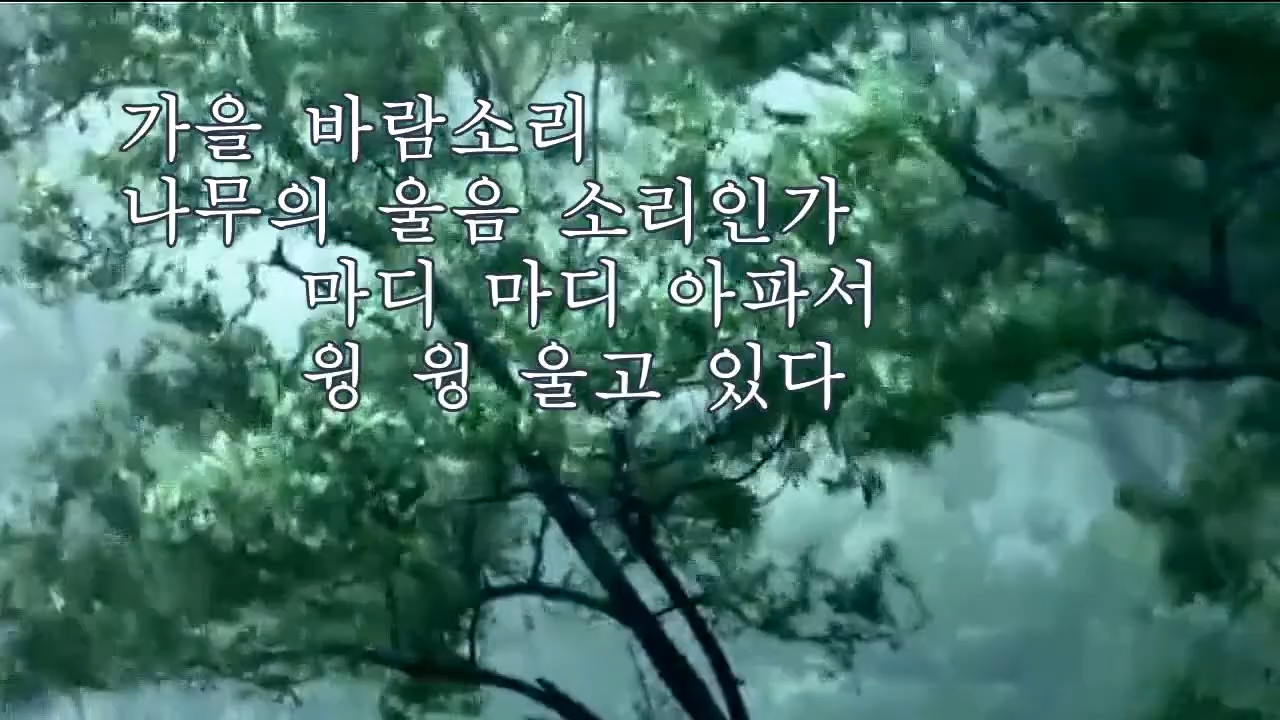 가을 바람소리
나무의 울음 소리인가
마디 마디 아파서
윙 윙 울고 있다